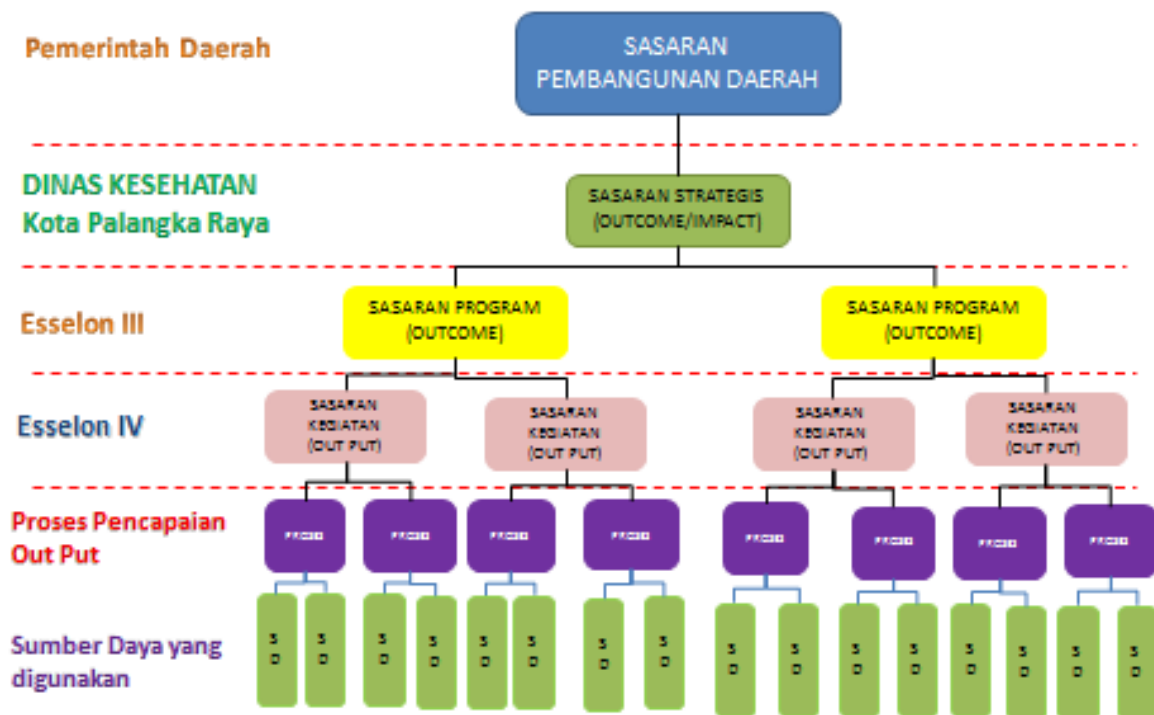 Pemerintah Daerah
SASARAN
PEMBANGUNAN DAERAH
DINAS KESEHATAN
Kota Palangka Raya
SASARAN STRATEGIS
(OUTCOME/IMPACT)
Esselon III
SASARAN PROGRAM
(OUTCOME)
SASARAN PROGRAM
(OUTCOME)
Esselon IV
SASARAN
KEGIATAN
(OUT PUT)
SASARAN
KEGIATAN
(OUT PUT)
SASARAN
KEGIATAN
(OUT PUT)
SASARAN
KEGIATAN
(OUT PUT)
Proses Pencapaian
Out Put
Sumber Daya yang
digunakan
S
D
S
D
S
D
S
D
S
D
S
D
S
D
S
D
S
D
S
D
S
D
S
D
S
D
S
D
S
D
S
D